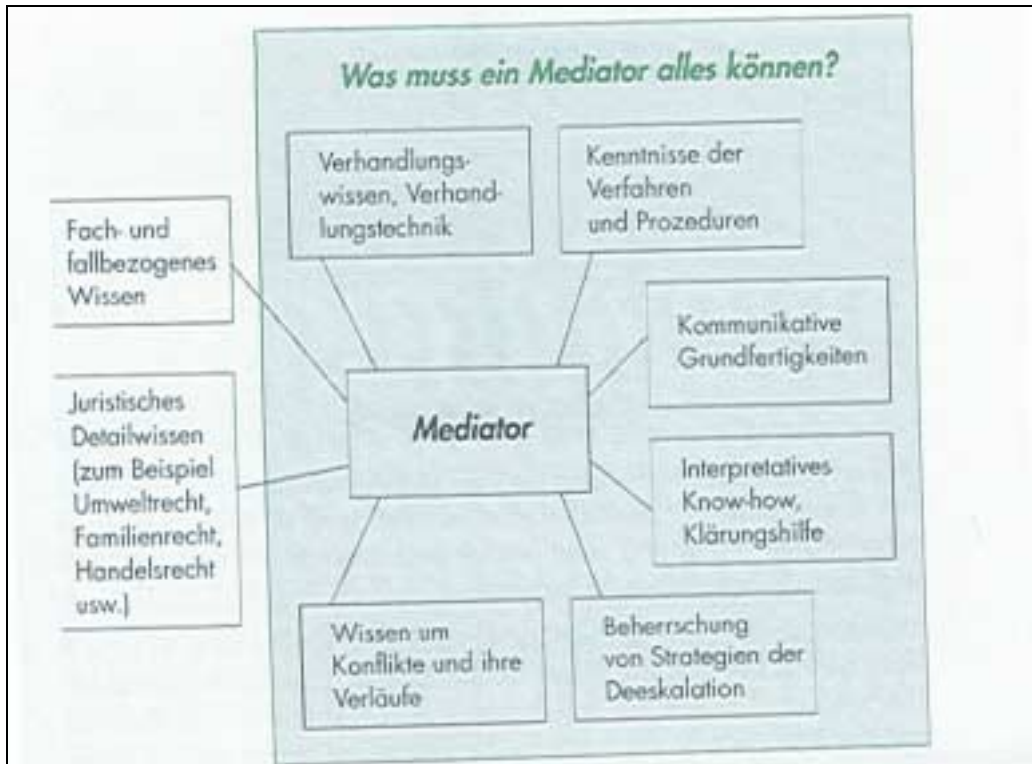 Was muss ein Mediator alles können?
Verhandlungs-
wissen, Verhand-
lungstechnik
Kenntnisse der
Verfahren
und Prozeduren
Fach- und
fallbezogenes
Wissen
Kommunikative
Grundfertigkeiten
Juristisches
Detailwissen
(zum Beispiel
Umweltrecht,
Familienrecht,
Handelsrecht
usw.)
Mediator
Interpretatives
Know-how,
Klärungshilfe
Wissen um
Konflikte und ihre
Verläufe
Beherrschung
von Strategien der
Deeskalation